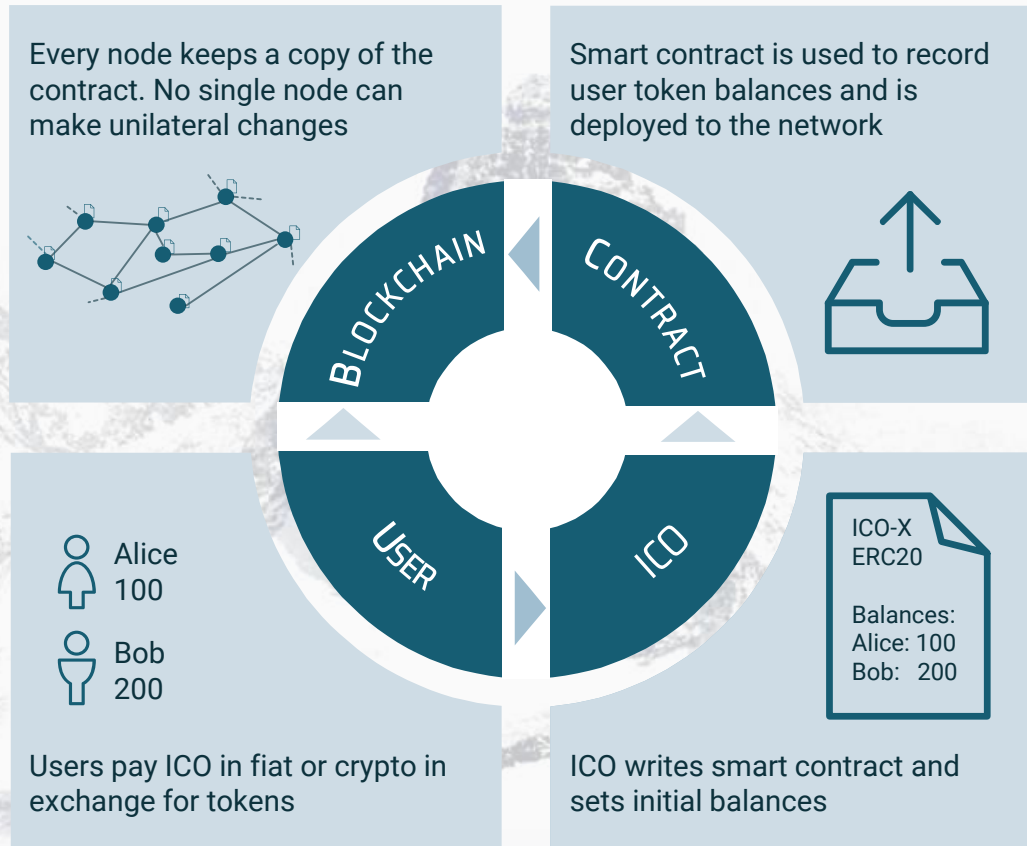 Every node keeps a copy of the
contract. No single node can
make unilateral changes
Smart contract is used to record
user token balances and is
deployed to the network
BLOCKCHAIN
CONTRACT
USER
ICO
Alice
100
Bob
200
Users pay ICO in fiat or crypto in
exchange for tokens
ICO-X
ERC20
Balances:
Alice: 100
Bob: 200
ICO writes smart contract and
sets initial balances